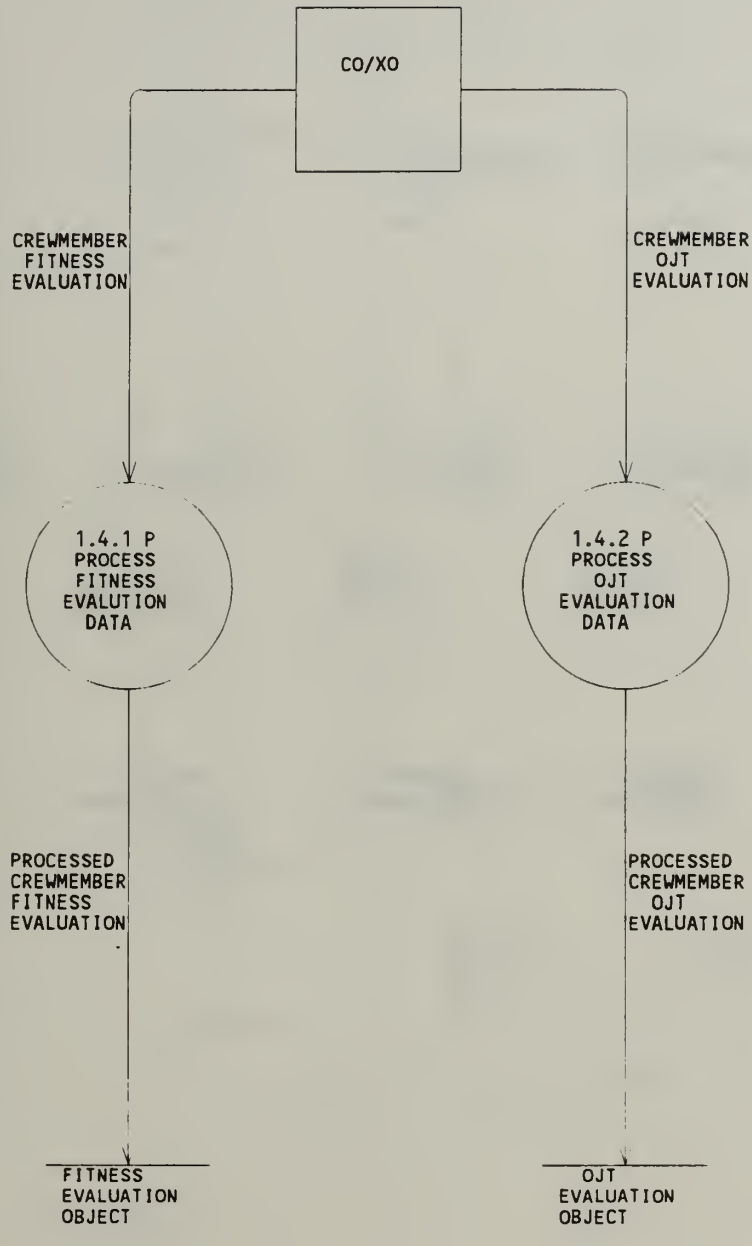 CO/XO
CREWMEMBER
FITNESS
EVALUATION
CREWMEMBER
OJT
EVALUATION
1.4.1 P
PROCESS
FITNESS
EVALUTION
DATA
1.4.2 P
PROCESS
OJT
EVALUATION
DATA
PROCESSED
CREWMEMBER
FITNESS
EVALUATION
PROCESSED
CREWMEMBER
OJT
EVALUATION
FITNESS
EVALUATION
OBJECT
OJT
EVALUATION
OBJECT